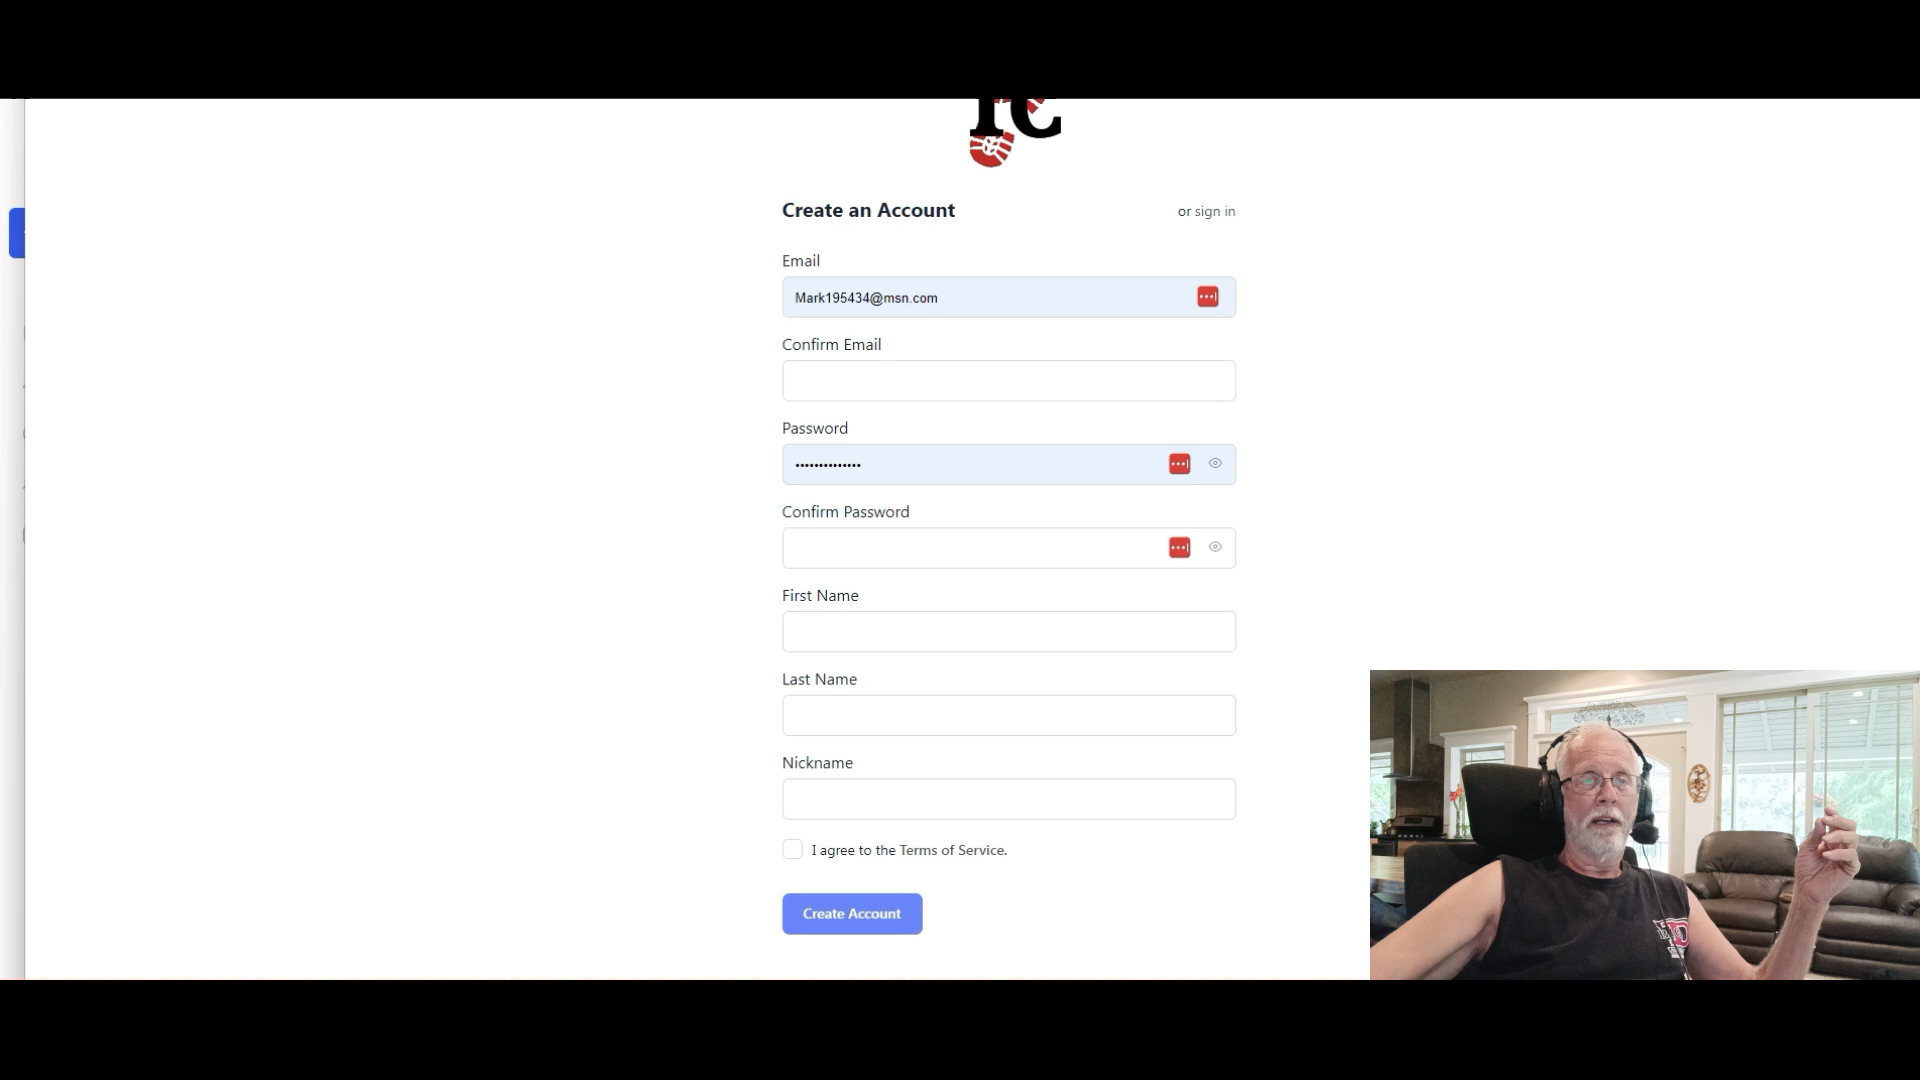 Create an Account
or sign in
Email
Mark195434@msn.com
Confirm Email
Password
••••••••••••••
Confirm Password
First Name
Last Name
Nickname
I agree to the Terms of Service.
Create Account